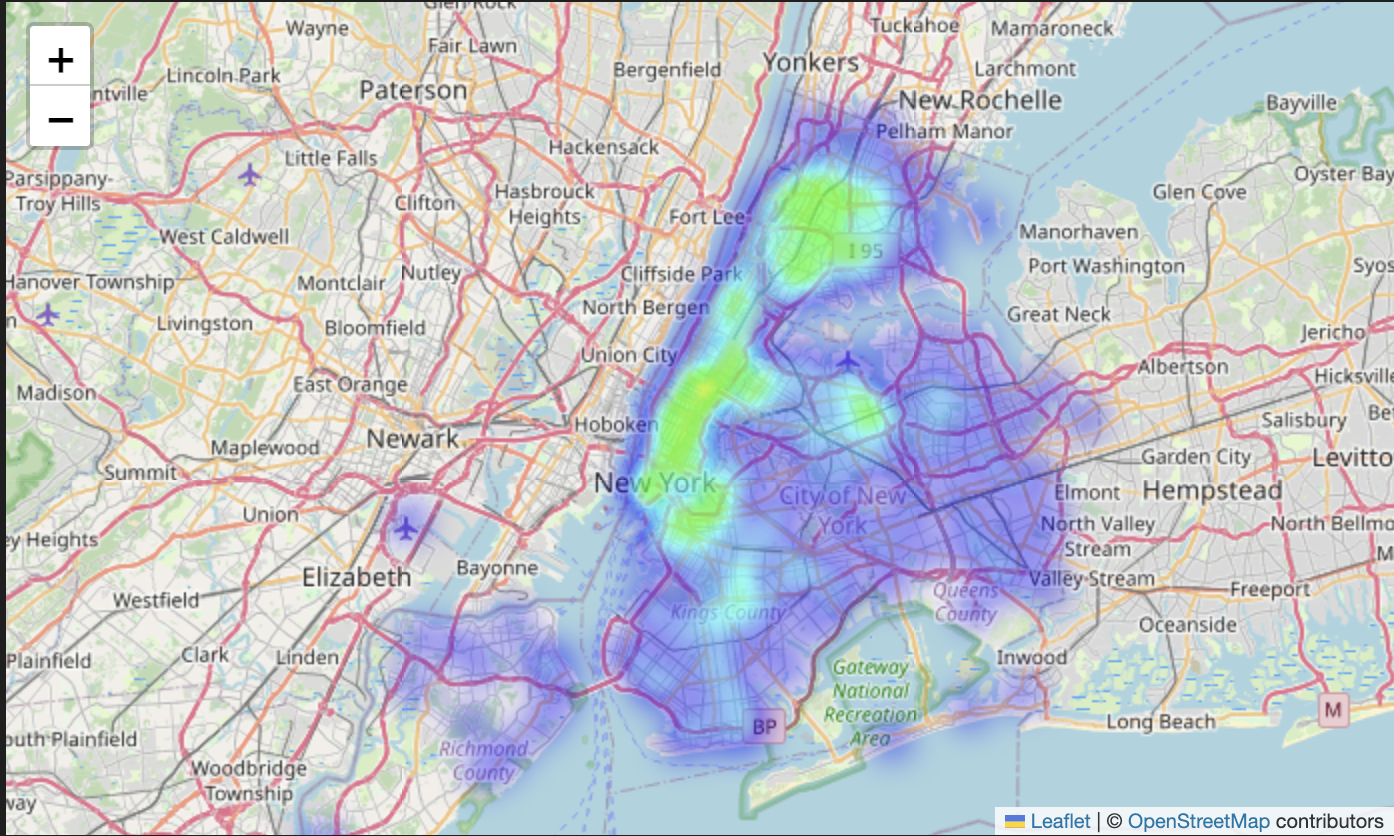 Glen Rock
Wayne
Tuckahoe
Mamaroneck
Fair Lawn
Yonkers
Larchmont
Lincoln Park
Bergenfield
+
Paterson
New Rochelle
Bayville
−
Pelham Manor
Little Falls
Hackensack
Parsippany-
Troy Hills
Hasbrouck
Heights
Clifton
Fort Lee
Glen Cove
Oyster Bay
West Caldwell
Manorhaven
I 95
Nutley
Cliffside Park
Port Washington
Hanover Township
Montclair
North Bergen
Great Neck
Livingston
Bloomfield
Jericho
Union City
Albertson
Madison
East Orange
Hicksville
Hoboken
Salisbury
Newark
Maplewood
Garden City
Levitto
Summit
New York
City of New
York
Elmont
Hempstead
Union
North Valley
Stream
North Bellmo
ey Heights
Bayonne
Elizabeth
Valley Stream
Freeport
Westfield
Kings County
Queens
County
Oceanside
Plainfield
Clark
Linden
Inwood
Gateway
National
Recreation
Area
M
Long Beach
BP
outh Plainfield
Richmond
County
Woodbridge
Township
way
Leaflet | © OpenStreetMap contributors